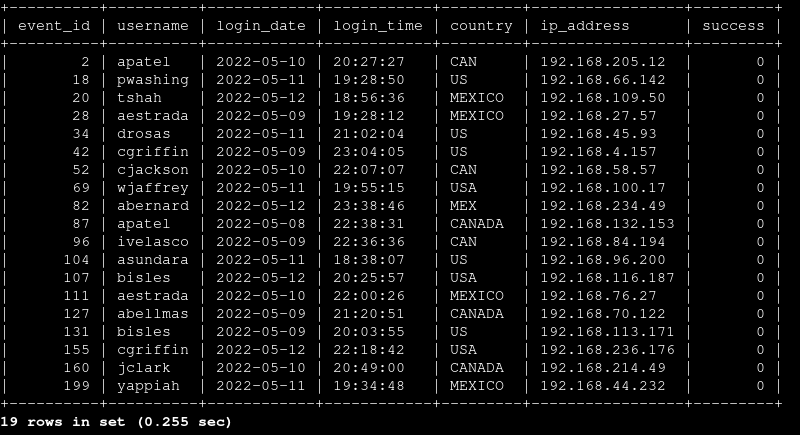 +----------+----------+------------+------------+---------+-----------------+---------+
| event_id | username | login_date | login_time | country | ip_address      | success |
+----------+----------+------------+------------+---------+-----------------+---------+
|        2 | apatel   | 2022-05-10 | 20:27:27   | CAN     | 192.168.205.12  |       0 |
|       18 | pwashing | 2022-05-11 | 19:28:50   | US      | 192.168.66.142  |       0 |
|       20 | tshah    | 2022-05-12 | 18:56:36   | MEXICO  | 192.168.109.50  |       0 |
|       28 | aestrada | 2022-05-09 | 19:28:12   | MEXICO  | 192.168.27.57   |       0 |
|       34 | drosas   | 2022-05-11 | 21:02:04   | US      | 192.168.45.93   |       0 |
|       42 | cgriffin | 2022-05-09 | 23:04:05   | US      | 192.168.4.157   |       0 |
|       52 | cjackson | 2022-05-10 | 22:07:07   | CAN     | 192.168.58.57   |       0 |
|       69 | wjaffrey | 2022-05-11 | 19:55:15   | USA     | 192.168.100.17  |       0 |
|       82 | abernard | 2022-05-12 | 23:38:46   | MEX     | 192.168.234.49  |       0 |
|       87 | apatel   | 2022-05-08 | 22:38:31   | CANADA  | 192.168.132.153 |       0 |
|       96 | ivelasco | 2022-05-09 | 22:36:36   | CAN     | 192.168.84.194  |       0 |
|      104 | asundara | 2022-05-11 | 18:38:07   | US      | 192.168.96.200  |       0 |
|      107 | bisles   | 2022-05-12 | 20:25:57   | USA     | 192.168.116.187 |       0 |
|      111 | aestrada | 2022-05-10 | 22:00:26   | MEXICO  | 192.168.76.27   |       0 |
|      127 | abellmas | 2022-05-09 | 21:20:51   | CANADA  | 192.168.70.122  |       0 |
|      131 | bisles   | 2022-05-09 | 20:03:55   | US      | 192.168.113.171 |       0 |
|      155 | cgriffin | 2022-05-12 | 22:18:42   | USA     | 192.168.236.176 |       0 |
|      160 | jclark   | 2022-05-10 | 20:49:00   | CANADA  | 192.168.214.49  |       0 |
|      199 | yappiah  | 2022-05-11 | 19:34:48   | MEXICO  | 192.168.44.232  |       0 |
+----------+----------+------------+------------+---------+-----------------+---------+
19 rows in set (0.255 sec)